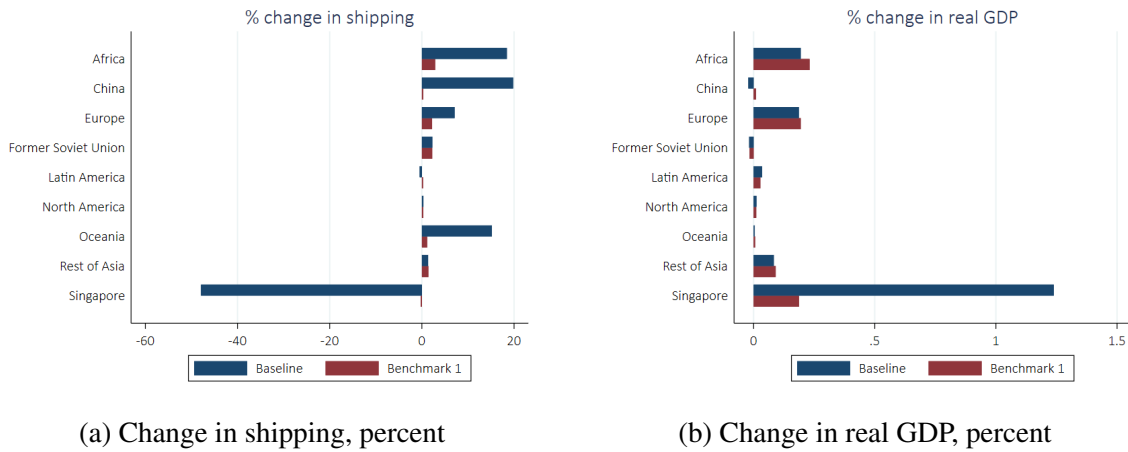 % change in shipping
Africa
China
Europe
Former Soviet Union
Latin America
North America
Oceania
Rest of Asia
Singapore
-60 -40 -20 0 20
Baseline Benchmark 1
(a) Change in shipping, percent
% change in real GDP
Africa
China
Europe
Former Soviet Union
Latin America
North America
Oceania
Rest of Asia
Singapore
0 .5 1 1.5
Baseline Benchmark 1
(b) Change in real GDP, percent